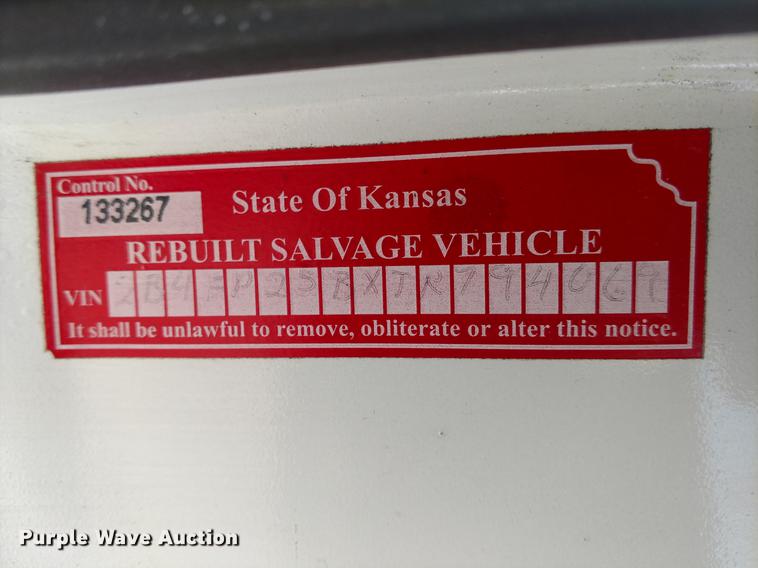 Control No.
133267
State Of Kansas
REBUILT SALVAGE VEHICLE
VIN 2B4FP25BXTR794069
It shall be unlawful to remove, obliterate or alter this notice.
Purple Wave Auction